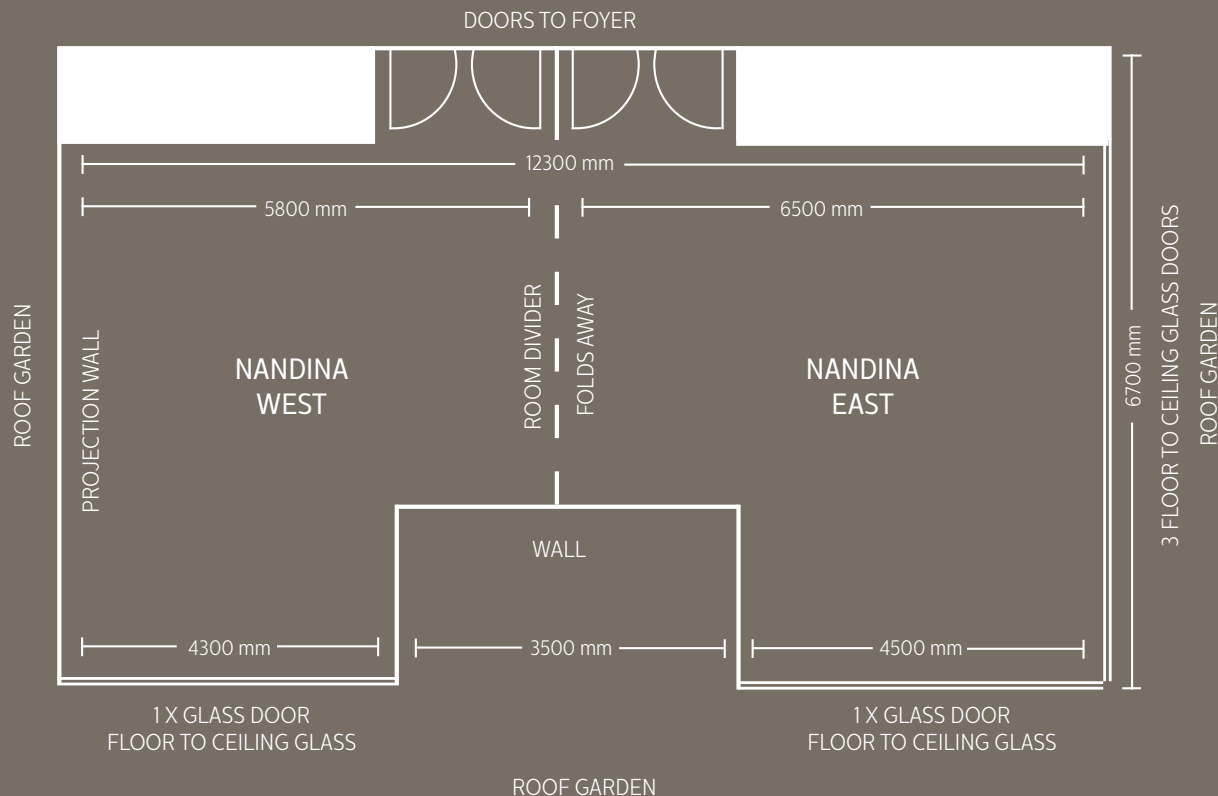 DOORS TO FOYER
12300 mm
5800 mm
6500 mm
ROOF GARDEN
PROJECTION WALL
NANDINA
WEST
ROOM DIVIDER
FOLDS AWAY
NANDINA
EAST
6700 mm
3 FLOOR TO CEILING GLASS DOORS
ROOF GARDEN
WALL
4300 mm
3500 mm
4500 mm
1 X GLASS DOOR
FLOOR TO CEILING GLASS
1 X GLASS DOOR
FLOOR TO CEILING GLASS
ROOF GARDEN